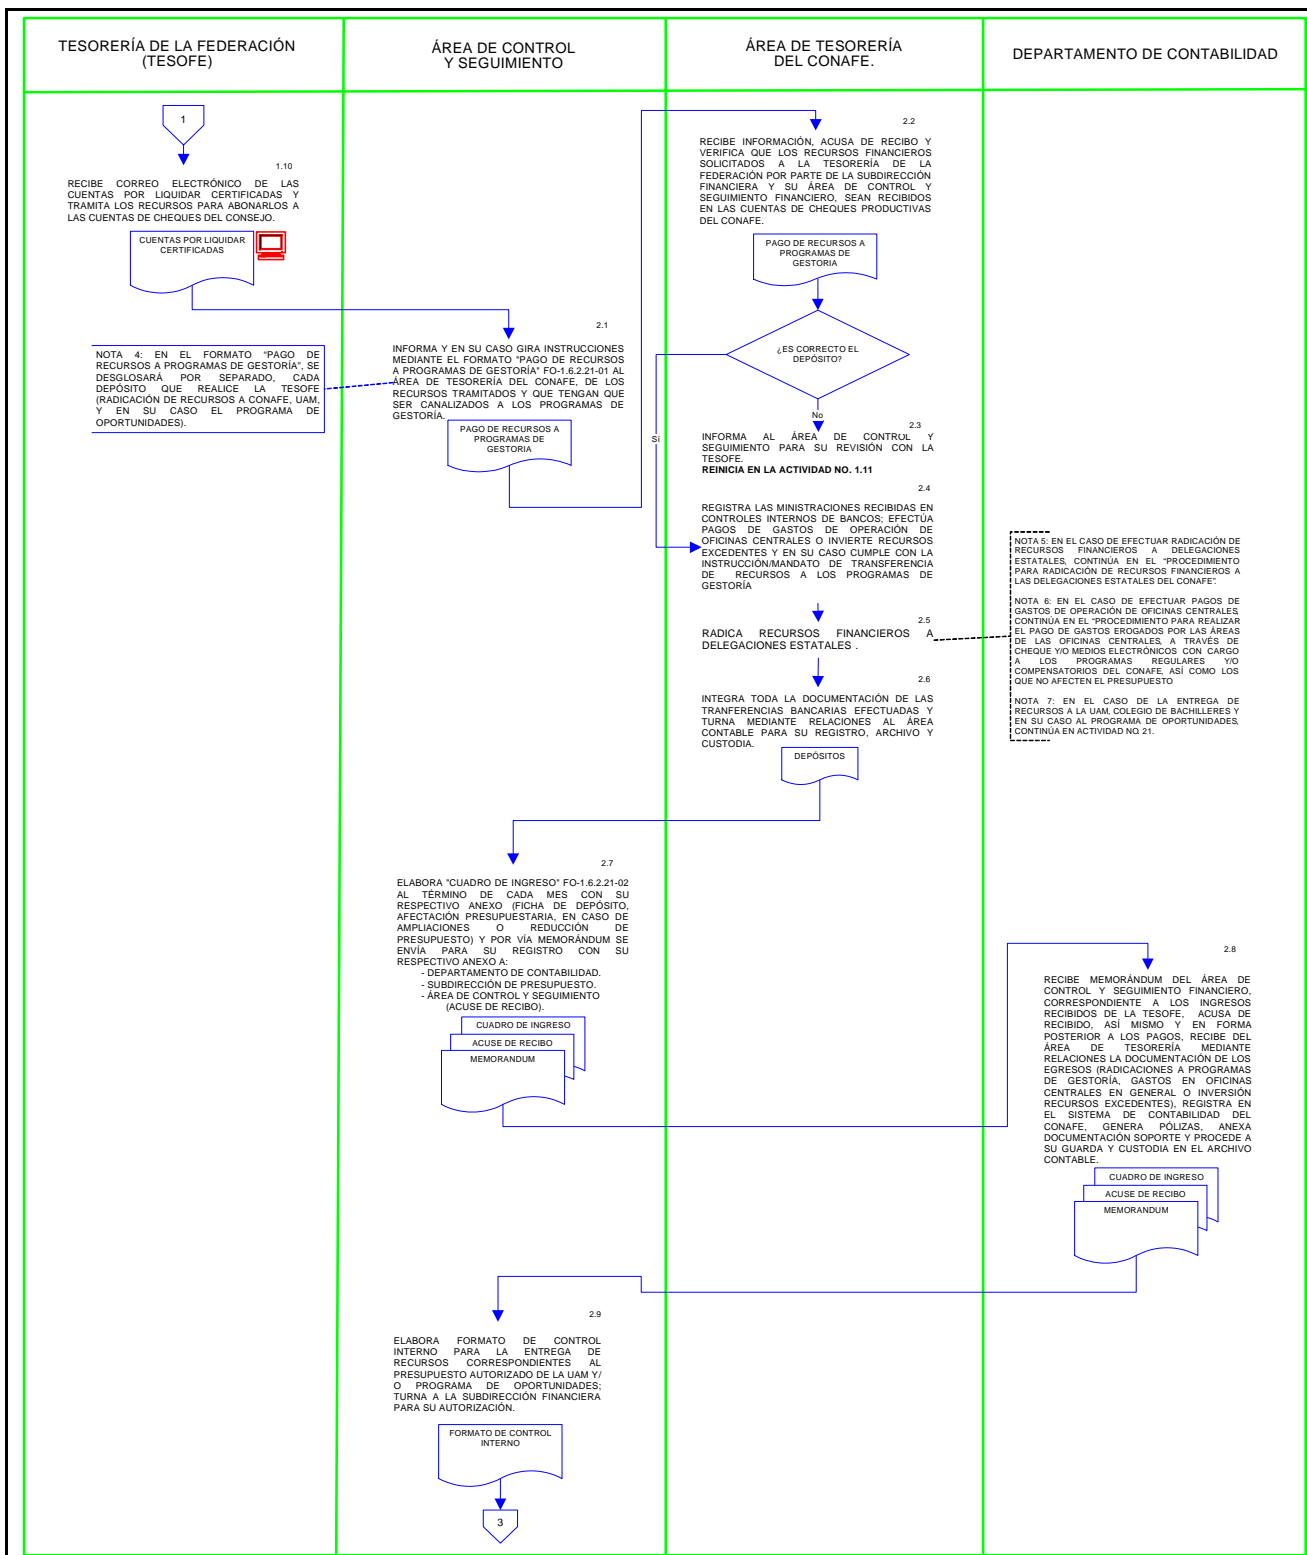 TESORERÍA DE LA FEDERACIÓN
(TESOFE)
ÁREA DE CONTROL
Y SEGUIMIENTO
ÁREA DE TESORERÍA
DEL CONAFE.
DEPARTAMENTO DE CONTABILIDAD
1
1.10
RECIBE CORREO ELECTRÓNICO DE LAS
CUENTAS POR LIQUIDAR CERTIFICADAS Y
TRAMITA LOS RECURSOS PARA ABONARLOS A
LAS CUENTAS DE CHEQUES DEL CONSEJO.
CUENTAS POR LIQUIDAR
CERTIFICADAS
NOTA 4: EN EL FORMATO "PAGO DE
RECURSOS A PROGRAMAS DE GESTORÍA", SE
DESGLOSARÁ POR SEPARADO, CADA
DEPÓSITO QUE REALICE LA TESOFE
(RADICACIÓN DE RECURSOS A CONAFE, UAM,
Y EN SU CASO EL PROGRAMA DE
OPORTUNIDADES).
2.1
INFORMA Y EN SU CASO GIRA INSTRUCCIONES
MEDIANTE EL FORMATO "PAGO DE RECURSOS
A PROGRAMAS DE GESTORÍA" FO-1.6.2.21-01 AL
ÁREA DE TESORERÍA DEL CONAFE, DE LOS
RECURSOS TRAMITADOS Y QUE TENGAN QUE
SER CANALIZADOS A LOS PROGRAMAS DE
GESTORÍA.
PAGO DE RECURSOS A
PROGRAMAS DE
GESTORIA
2.2
RECIBE INFORMACIÓN, ACUSA DE RECIBO Y
VERIFICA QUE LOS RECURSOS FINANCIEROS
SOLICITADOS A LA TESORERÍA DE LA
FEDERACIÓN POR PARTE DE LA SUBDIRECCIÓN
FINANCIERA Y SU ÁREA DE CONTROL Y
SEGUIMIENTO FINANCIERO, SEAN RECIBIDOS
EN LAS CUENTAS DE CHEQUES PRODUCTIVAS
DEL CONAFE.
PAGO DE RECURSOS A
PROGRAMAS DE
GESTORIA
¿ES CORRECTO EL
DEPÓSITO?
No
Sí
2.3
INFORMA AL ÁREA DE CONTROL Y
SEGUIMIENTO PARA SU REVISIÓN CON LA
TESOFE.
REINICIA EN LA ACTIVIDAD NO. 1.11
2.4
REGISTRA LAS MINISTRACIONES RECIBIDAS EN
CONTROLES INTERNOS DE BANCOS; EFECTÚA
PAGOS DE GASTOS DE OPERACIÓN DE
OFICINAS CENTRALES O INVIERTE RECURSOS
EXCEDENTES Y EN SU CASO CUMPLE CON LA
INSTRUCCIÓN/MANDATO DE TRANSFERENCIA
DE RECURSOS A LOS PROGRAMAS DE
GESTORÍA
2.5
RADICA RECURSOS FINANCIEROS A
DELEGACIONES ESTATALES .
2.6
INTEGRA TODA LA DOCUMENTACIÓN DE LAS
TRANFERENCIAS BANCARIAS EFECTUADAS Y
TURNA MEDIANTE RELACIONES AL ÁREA
CONTABLE PARA SU REGISTRO, ARCHIVO Y
CUSTODIA.
DEPÓSITOS
NOTA 5: EN EL CASO DE EFECTUAR RADICACIÓN DE
RECURSOS FINANCIEROS A DELEGACIONES
ESTATALES, CONTINÚA EN EL "PROCEDIMIENTO
PARA RADICACIÓN DE RECURSOS FINANCIEROS A
LAS DELEGACIONES ESTATALES DEL CONAFE".
NOTA 6: EN EL CASO DE EFECTUAR PAGOS DE
GASTOS DE OPERACIÓN DE OFICINAS CENTRALES,
CONTINÚA EN EL "PROCEDIMIENTO PARA REALIZAR
EL PAGO DE GASTOS EROGADOS POR LAS ÁREAS
DE LAS OFICINAS CENTRALES, A TRAVÉS DE
CHEQUE Y/O MEDIOS ELECTRÓNICOS CON CARGO
A LOS PROGRAMAS REGULARES Y/O
COMPENSATORIOS DEL CONAFE, ASÍ COMO LOS
QUE NO AFECTEN EL PRESUPUESTO
NOTA 7: EN EL CASO DE LA ENTREGA DE
RECURSOS A LA UAM, COLEGIO DE BACHILLERES Y
EN SU CASO AL PROGRAMA DE OPORTUNIDADES,
CONTINÚA EN ACTIVIDAD NO. 21.
2.7
ELABORA "CUADRO DE INGRESO" FO-1.6.2.21-02
AL TÉRMINO DE CADA MES CON SU
RESPECTIVO ANEXO (FICHA DE DEPÓSITO,
AFECTACIÓN PRESUPUESTARIA, EN CASO DE
AMPLIACIONES O REDUCCIÓN DE
PRESUPUESTO) Y POR VÍA MEMORÁNDUM SE
ENVÍA PARA SU REGISTRO CON SU
RESPECTIVO ANEXO A:
- DEPARTAMENTO DE CONTABILIDAD.
- SUBDIRECCIÓN DE PRESUPUESTO.
- ÁREA DE CONTROL Y SEGUIMIENTO
(ACUSE DE RECIBO).
CUADRO DE INGRESO
ACUSE DE RECIBO
MEMORANDUM
2.8
RECIBE MEMORÁNDUM DEL ÁREA DE
CONTROL Y SEGUIMIENTO FINANCIERO,
CORRESPONDIENTE A LOS INGRESOS
RECIBIDOS DE LA TESOFE, ACUSA DE
RECIBIDO, ASÍ MISMO Y EN FORMA
POSTERIOR A LOS PAGOS, RECIBE DEL
ÁREA DE TESORERÍA MEDIANTE
RELACIONES LA DOCUMENTACIÓN DE LOS
EGRESOS (RADICACIONES A PROGRAMAS
DE GESTORÍA, GASTOS EN OFICINAS
CENTRALES EN GENERAL O INVERSIÓN
RECURSOS EXCEDENTES), REGISTRA EN
EL SISTEMA DE CONTABILIDAD DEL
CONAFE, GENERA PÓLIZAS, ANEXA
DOCUMENTACIÓN SOPORTE Y PROCEDE A
SU GUARDA Y CUSTODIA EN EL ARCHIVO
CONTABLE.
CUADRO DE INGRESO
ACUSE DE RECIBO
MEMORANDUM
2.9
ELABORA FORMATO DE CONTROL
INTERNO PARA LA ENTREGA DE
RECURSOS CORRESPONDIENTES AL
PRESUPUESTO AUTORIZADO DE LA UAM Y/
O PROGRAMA DE OPORTUNIDADES;
TURNA A LA SUBDIRECCIÓN FINANCIERA
PARA SU AUTORIZACIÓN.
FORMATO DE CONTROL
INTERNO
3